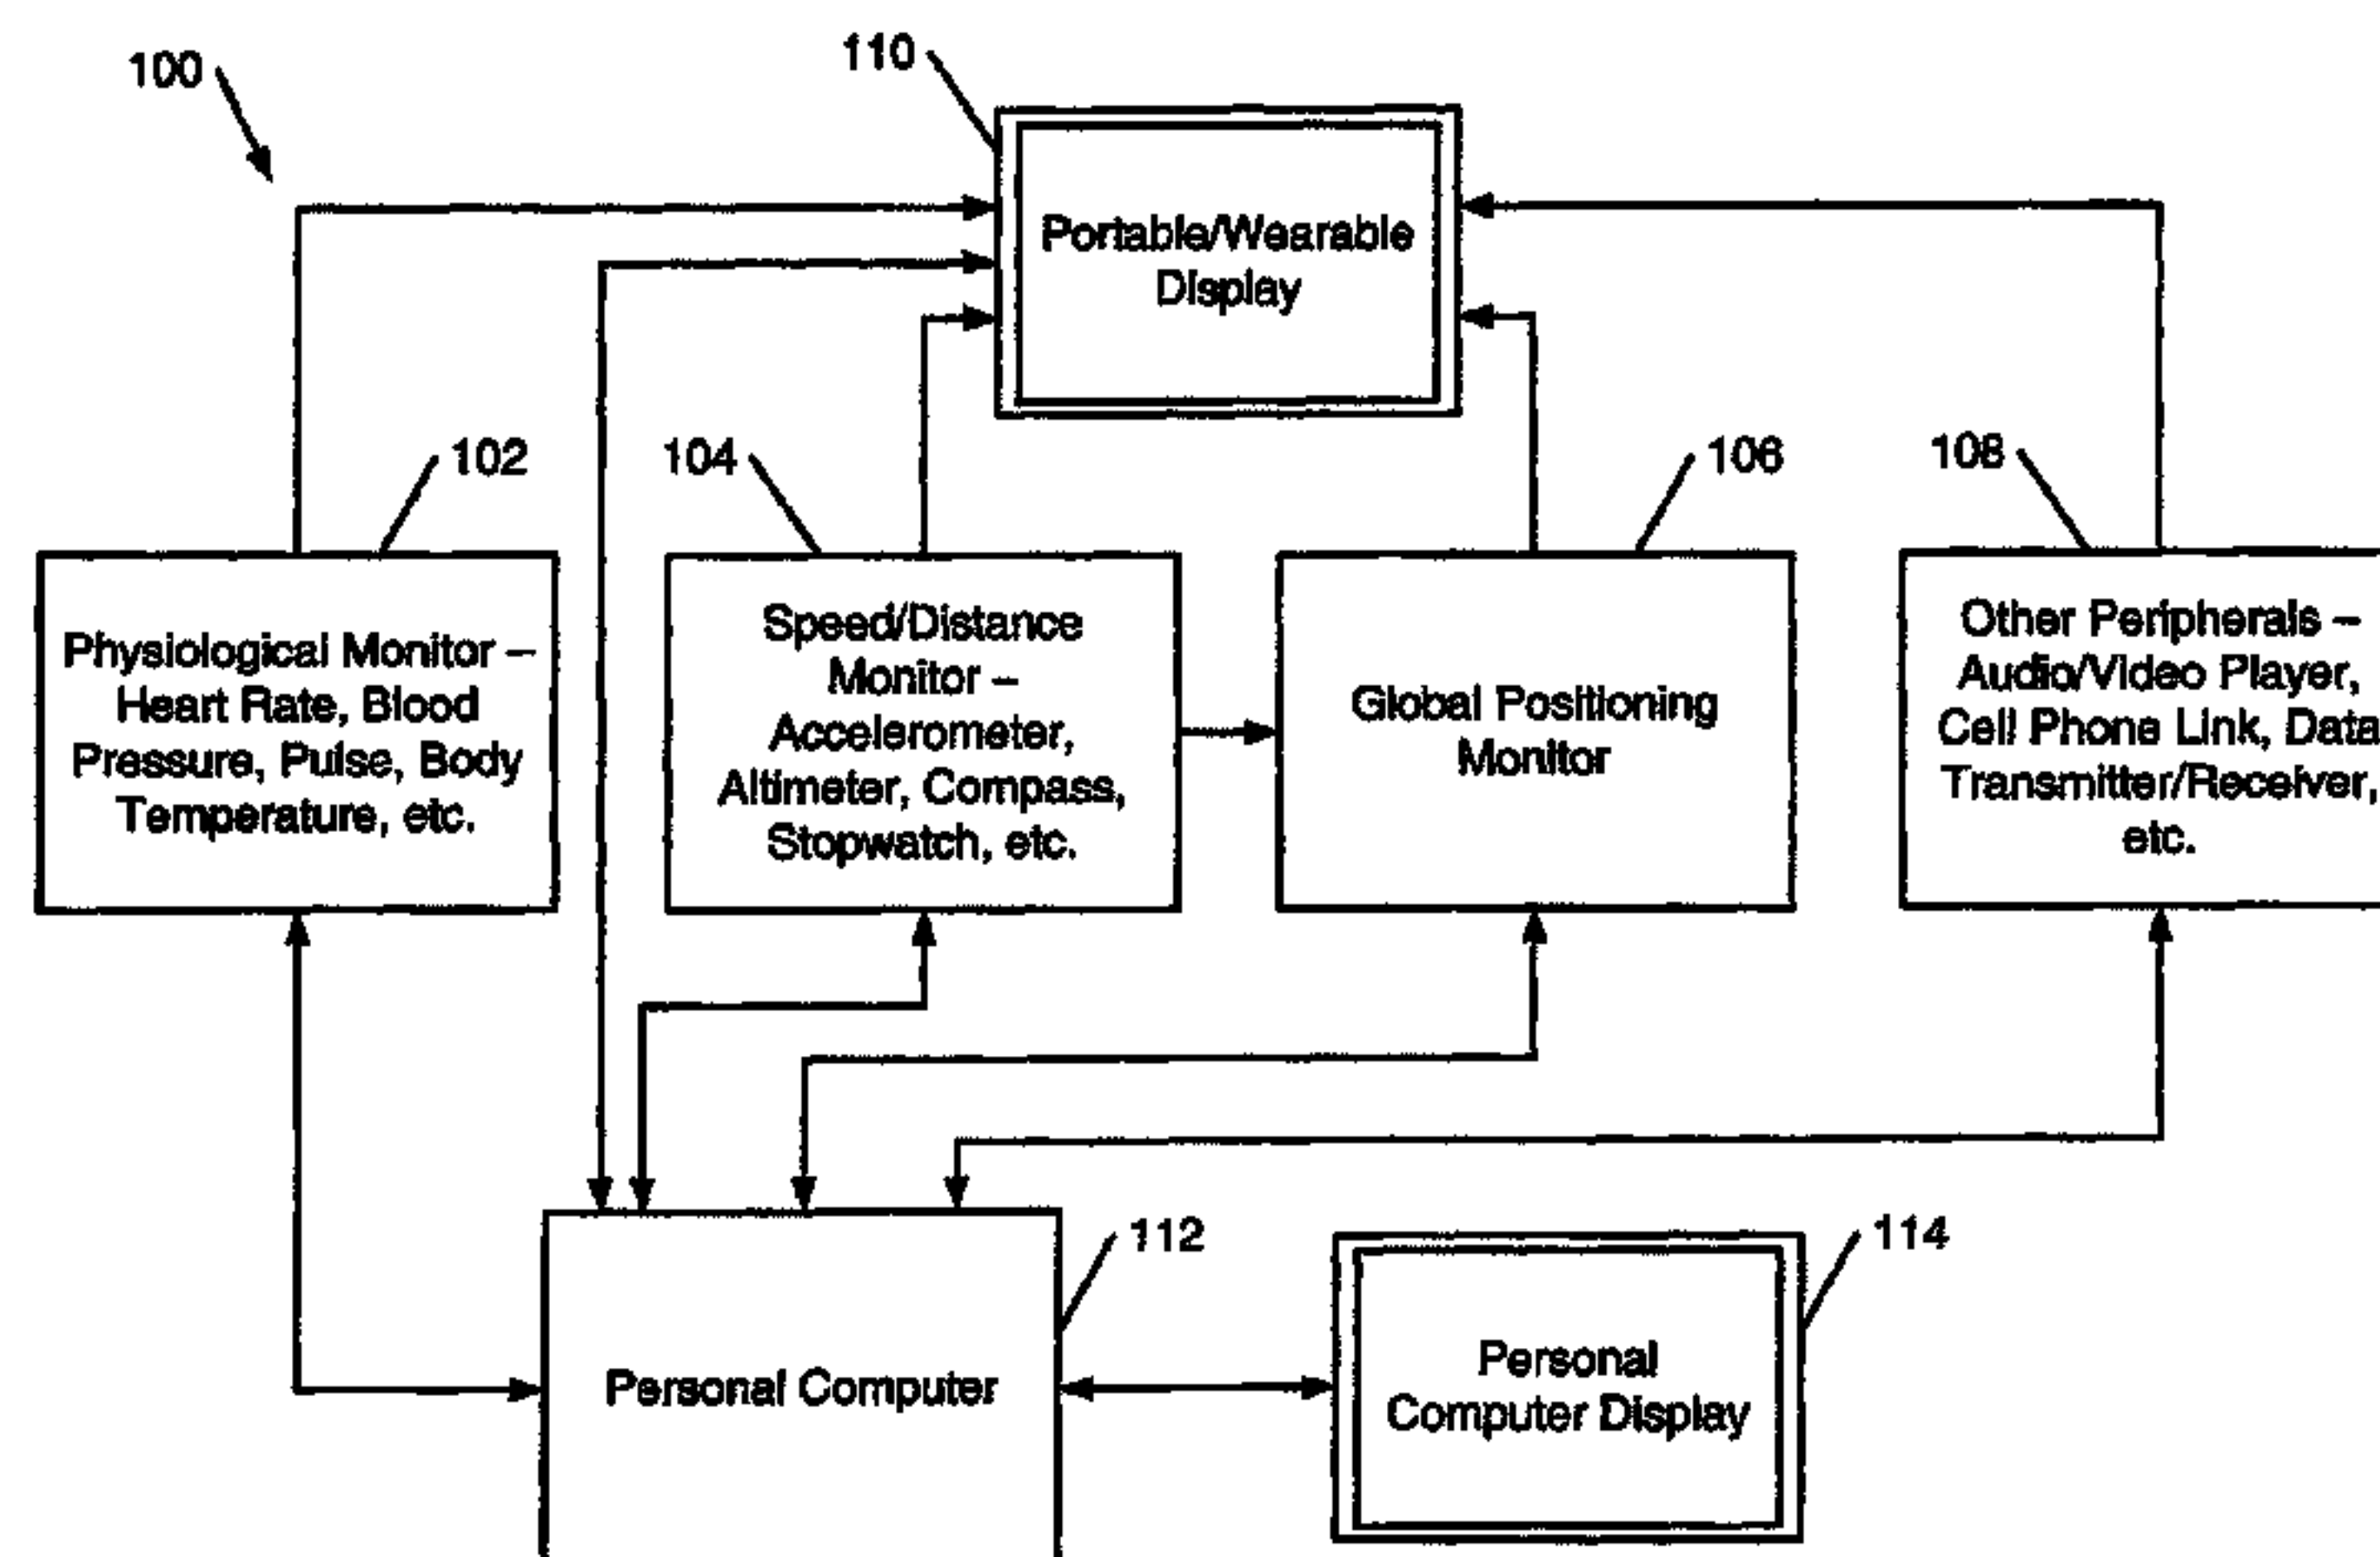 100
110
Portable/Wearable
Display
102
104
106
108
Physiological Monitor –
Heart Rate, Blood
Pressure, Pulse, Body
Temperature, etc.
Speed/Distance
Monitor –
Accelerometer,
Altimeter, Compass,
Stopwatch, etc.
Global Positioning
Monitor
Other Peripherals –
Audio/Video Player,
Cell Phone Link, Data
Transmitter/Receiver,
etc.
112
114
Personal Computer
Personal
Computer Display